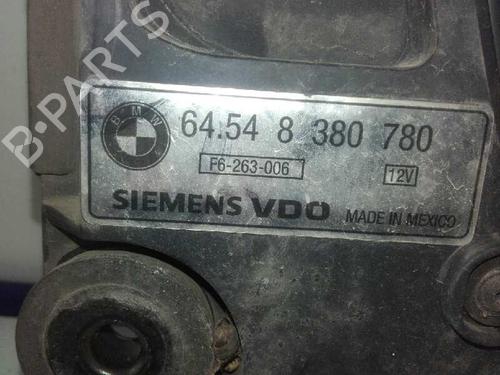 B-PARTS
BMW
64.54 8 380 780
F6-263-006
12V
SIEMENS VDO
MADE IN MEXICO